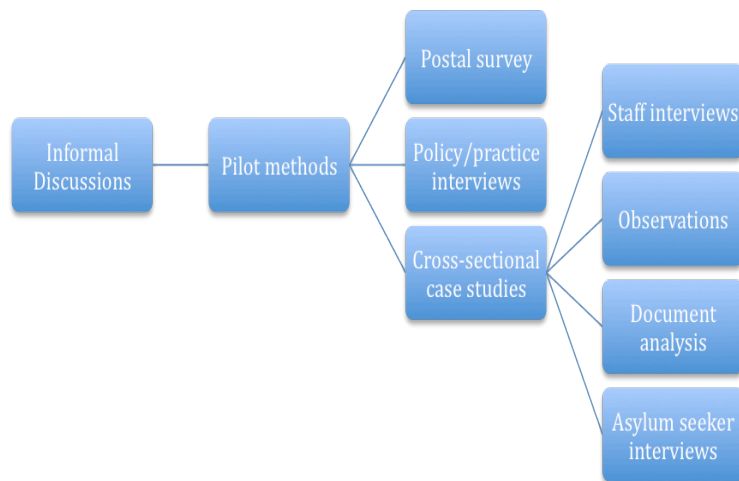 Informal
Discussions
Pilot methods
Postal survey
Policy/practice
interviews
Cross-sectional
case studies
Staff interviews
Observations
Document
analysis
Asylum seeker
interviews